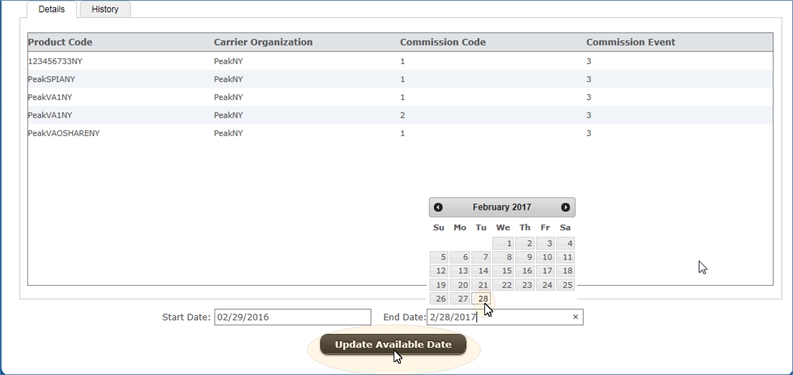 Details History
Product Code Carrier Organization Commission Code Commission Event
123456733NY PeakNY 1 3
PeakSPIANY PeakNY 1 3
PeakVA1NY PeakNY 1 3
PeakVA1NY PeakNY 2 3
PeakVAOSHARENY PeakNY 1 3
February 2017
Su Mo Tu We Th Fr Sa
1 2 3 4
5 6 7 8 9 10 11
12 13 14 15 16 17 18
19 20 21 22 23 24 25
26 27 28
Start Date: 02/29/2016 End Date: 2/28/2017 ×
Update Available Date